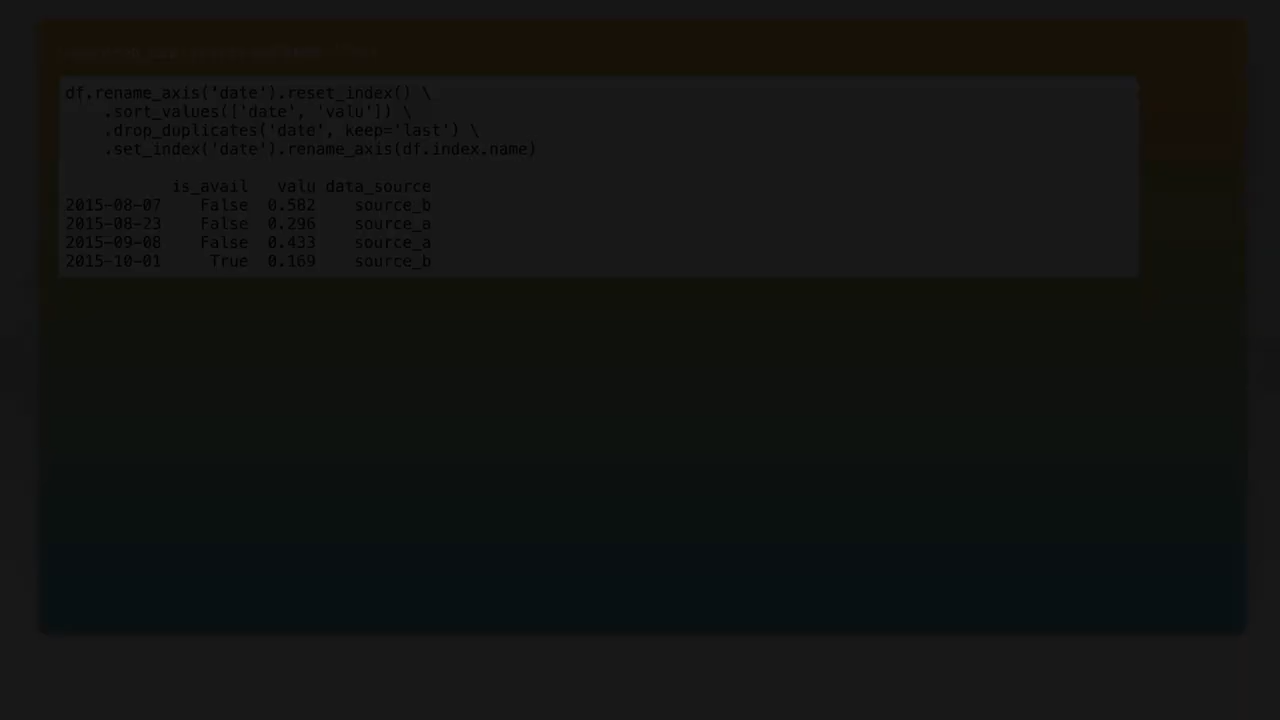 df.rename_axis('date').reset_index() \
    .sort_values(['date', 'valu']) \
    .drop_duplicates('date', keep='last') \
    .set_index('date').rename_axis(df.index.name)
           is_avail   valu data_source
2015-08-07    False  0.582    source_b
2015-08-23    False  0.296    source_a
2015-09-08    False  0.433    source_a
2015-10-01     True  0.169    source_b